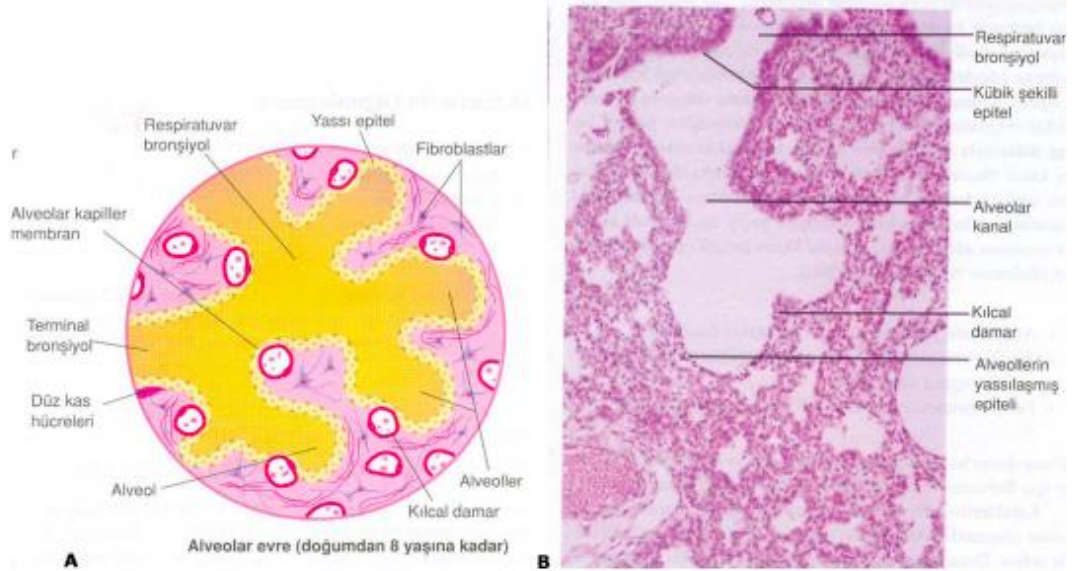 r
Respiratuvar
bronşiyol
Yassı epitel
Fibroblastlar
Alveolar kapiller
membran
Terminal
bronşiyol
Düz kas
hücreleri
Alveol
Alveoller
Kılcal damar
Alveolar evre (doğumdan 8 yaşına kadar)
A
B
Respiratuvar
bronşiyol
Kübik şekilli
epitel
Alveolar
kanal
Kılcal
damar
Alveollerin
yassılaşmış
epiteli